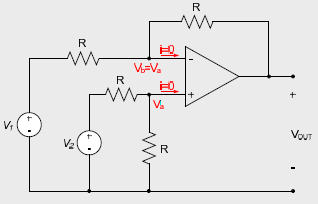 R
R
i=0
-
Vb=Va
R
i=0
+
Va
V1
+
-
V2
+
-
R
+
VOUT
-